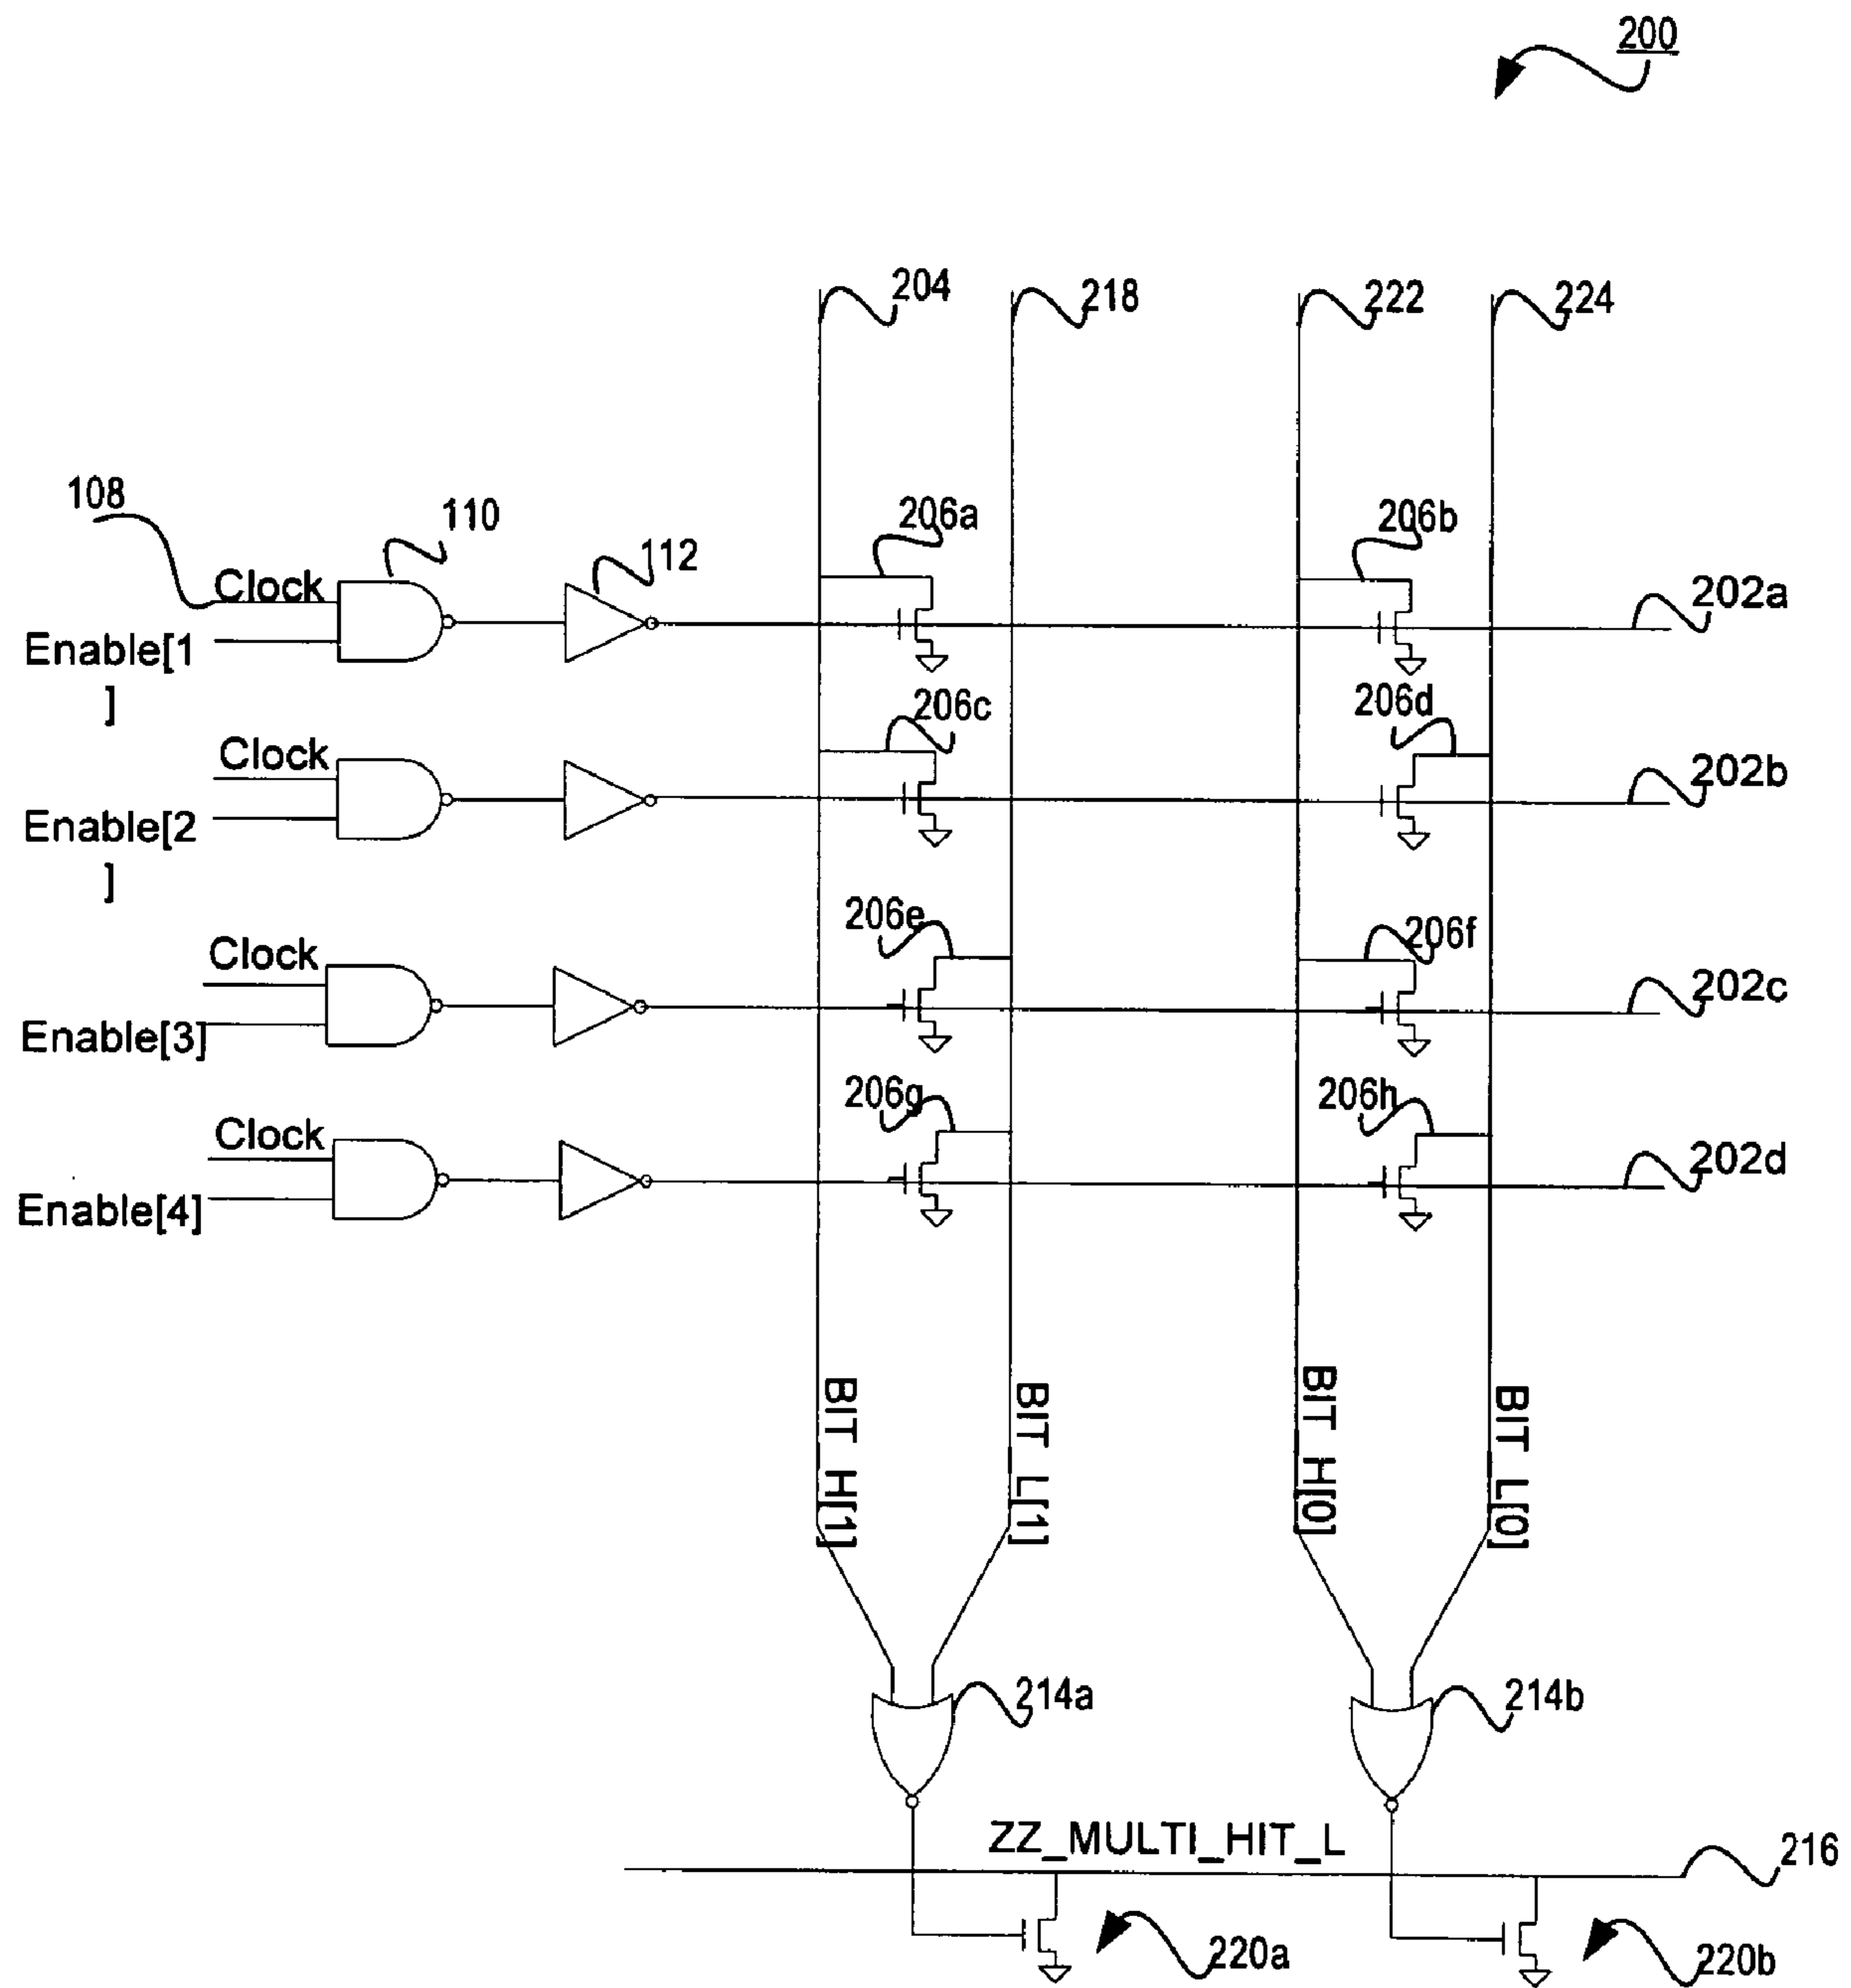 200
204
218
222
224
108
110
112
206a
206b
202a
Clock
Enable[1
]
206c
206d
202b
Clock
Enable[2
]
206e
206f
202c
Clock
Enable[3]
206g
206h
202d
Clock
Enable[4]
BIT_H[1]
BIT_L[1]
BIT_H[0]
BIT_L[0]
214a
214b
ZZ_MULTI_HIT_L
216
220a
220b